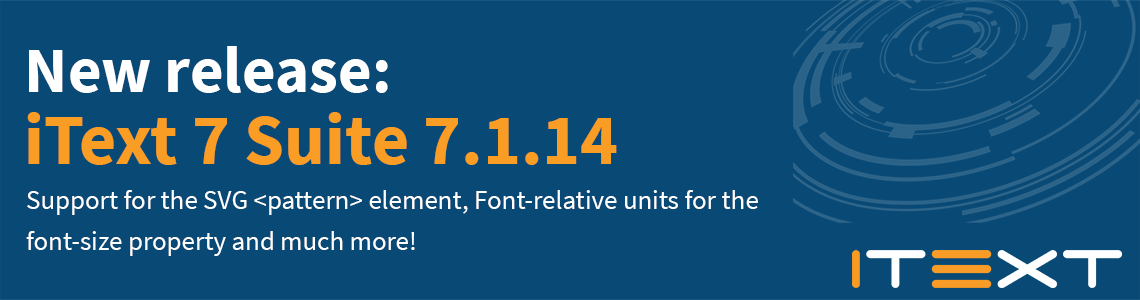 New release:
iText 7 Suite 7.1.14
Support for the SVG <pattern> element, Font-relative units for the
font-size property and much more!
ITEXT